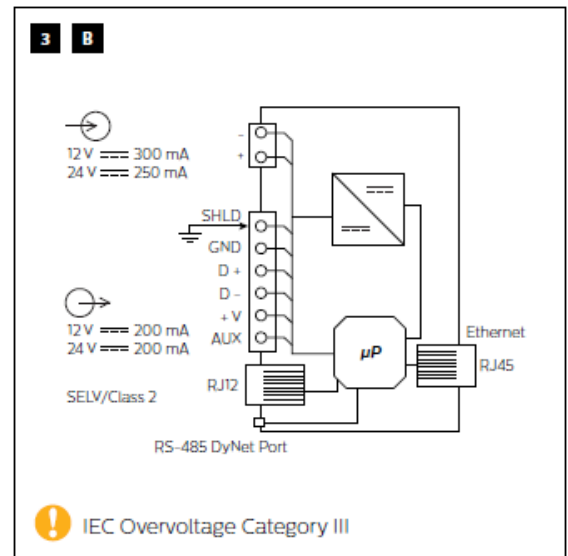 3 B
12 V 300 mA
24 V 250 mA
-
+
SHLD
GND
D +
D -
+ V
AUX
12 V 200 mA
24 V 200 mA
SELV/Class 2
RJ12
µP
Ethernet
RJ45
RS-485 DyNet Port
! IEC Overvoltage Category III